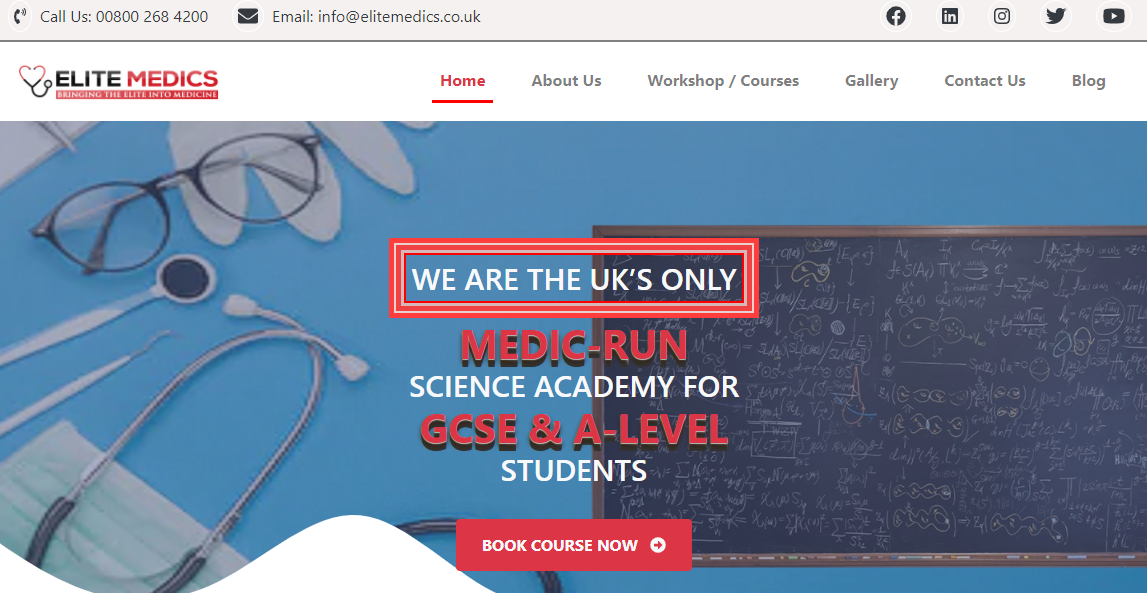 Call Us: 00800 268 4200
Email: info@elitemedics.co.uk
ELITE MEDICS
BRINGING THE ELITE INTO MEDICINE
Home
About Us
Workshop / Courses
Gallery
Contact Us
Blog
WE ARE THE UK’S ONLY
MEDIC-RUN
SCIENCE ACADEMY FOR
GCSE & A-LEVEL
STUDENTS
BOOK COURSE NOW